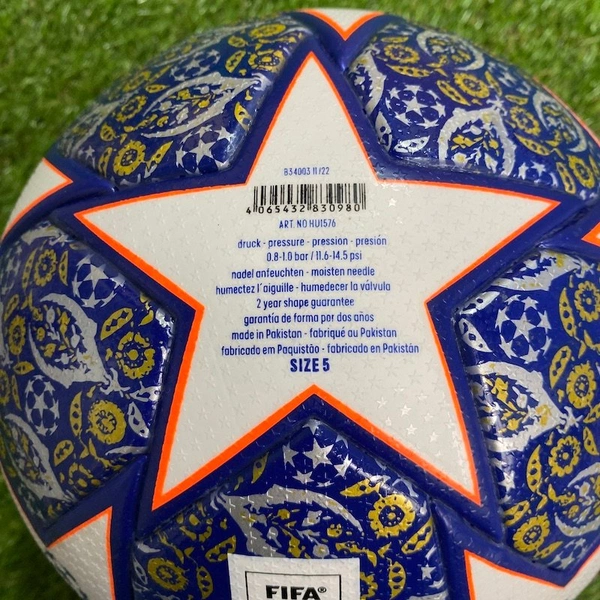 B34003 11/22
4 065432 830980
ART. NO HU1576
druck - pressure - pression - presión
0.8-1.0 bar / 11.6-14.5 psi
nadel anfeuchten - moisten needle
humectez l´aiguille - humedecer la válvula
2 year shape guarantee
garantía de forma por dos años
made in Pakistan - fabriqué au Pakistan
fabricado em Paquistão - fabricado en Pakistán
SIZE 5
FIFA®